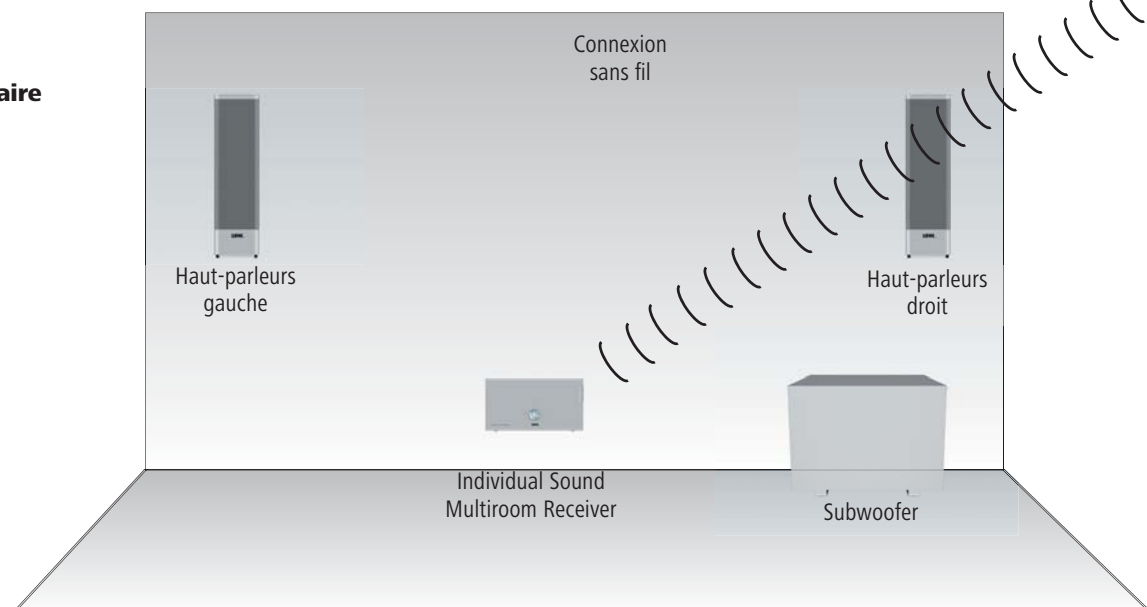 aire
Connexion
sans fil
Haut-parleurs
gauche
Haut-parleurs
droit
Individual Sound
Multiroom Receiver
Subwoofer